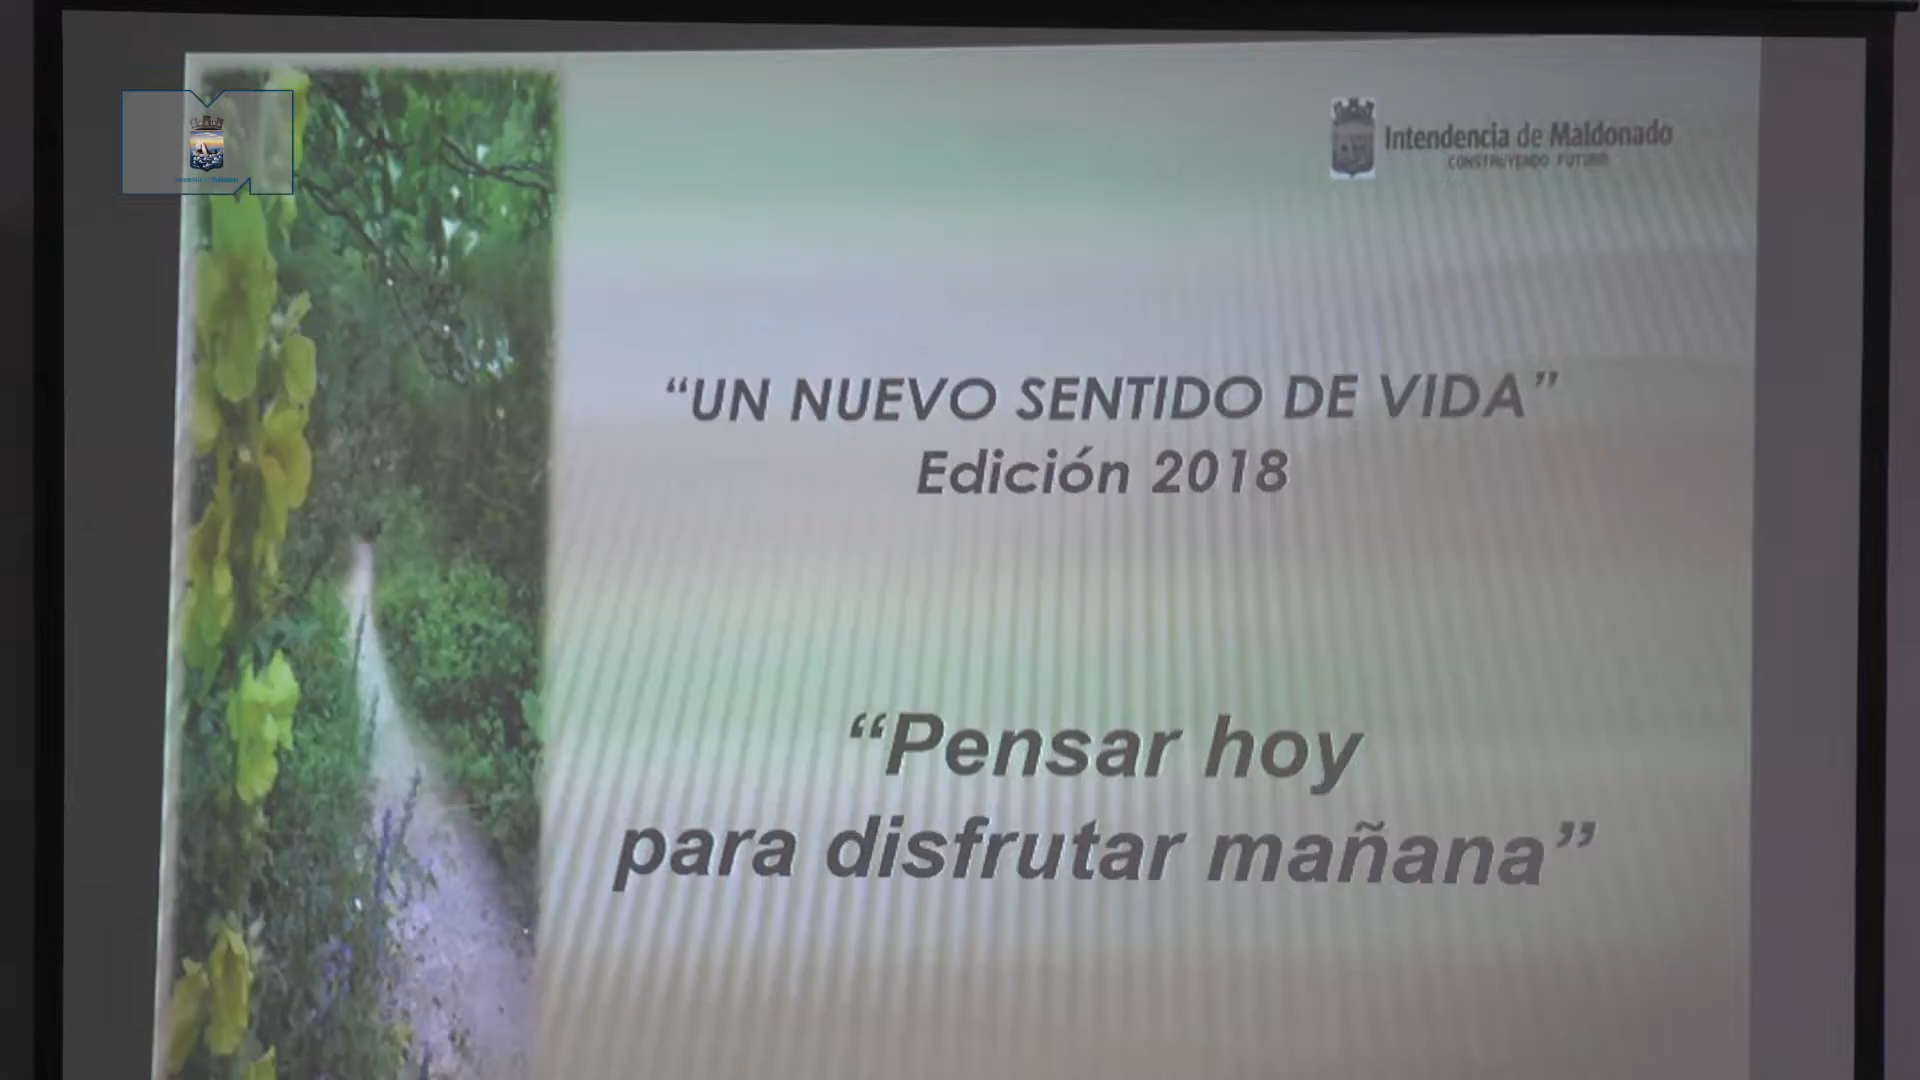 Intendencia de Maldonado
CONSTRUYENDO FUTURO
“UN NUEVO SENTIDO DE VIDA”
Edición 2018
“Pensar hoy
para disfrutar mañana”